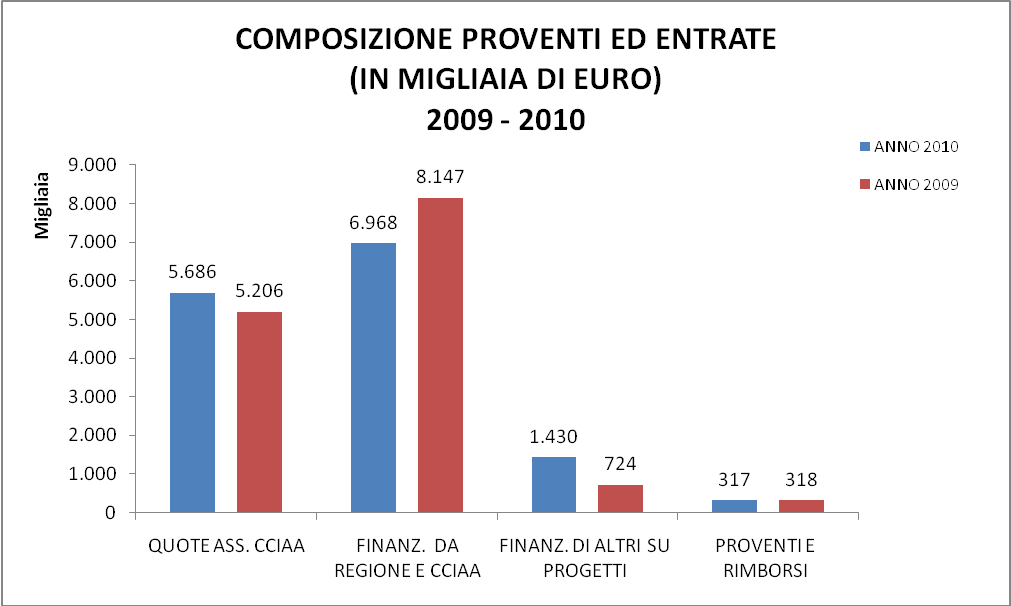 COMPOSIZIONE PROVENTI ED ENTRATE
(IN MIGLIAIA DI EURO)
2009 - 2010
ANNO 2010
ANNO 2009
Migliaia
9.000
8.000
7.000
6.000
5.000
4.000
3.000
2.000
1.000
0
5.686
5.206
6.968
8.147
1.430
724
317
318
QUOTE ASS. CCIAA
FINANZ. DA
REGIONE E CCIAA
FINANZ. DI ALTRI SU
PROGETTI
PROVENTI E
RIMBORSI